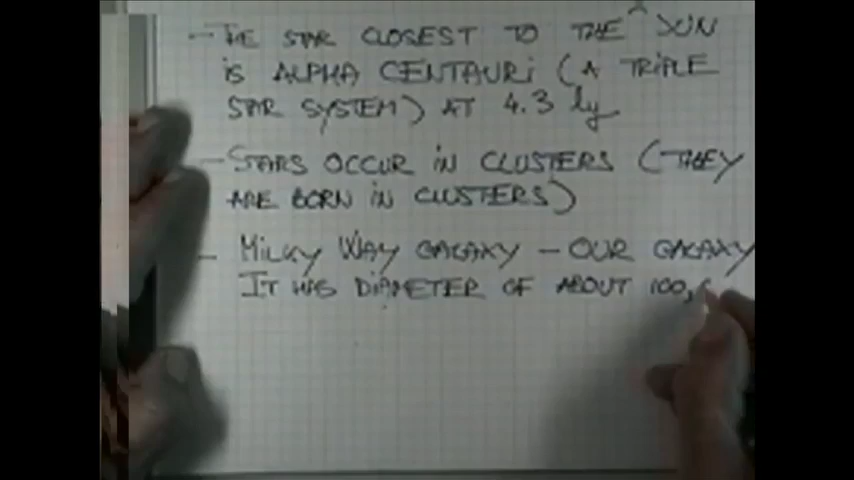 - THE STAR CLOSEST TO THE ^ SUN
IS ALPHA CENTAURI (A TRIPLE
STAR SYSTEM) AT 4.3 ly
- STARS OCCUR IN CLUSTERS (THEY
ARE BORN IN CLUSTERS)
- MILKY WAY GALAXY - OUR GALAXY
IT HAS DIAMETER OF ABOUT 100,